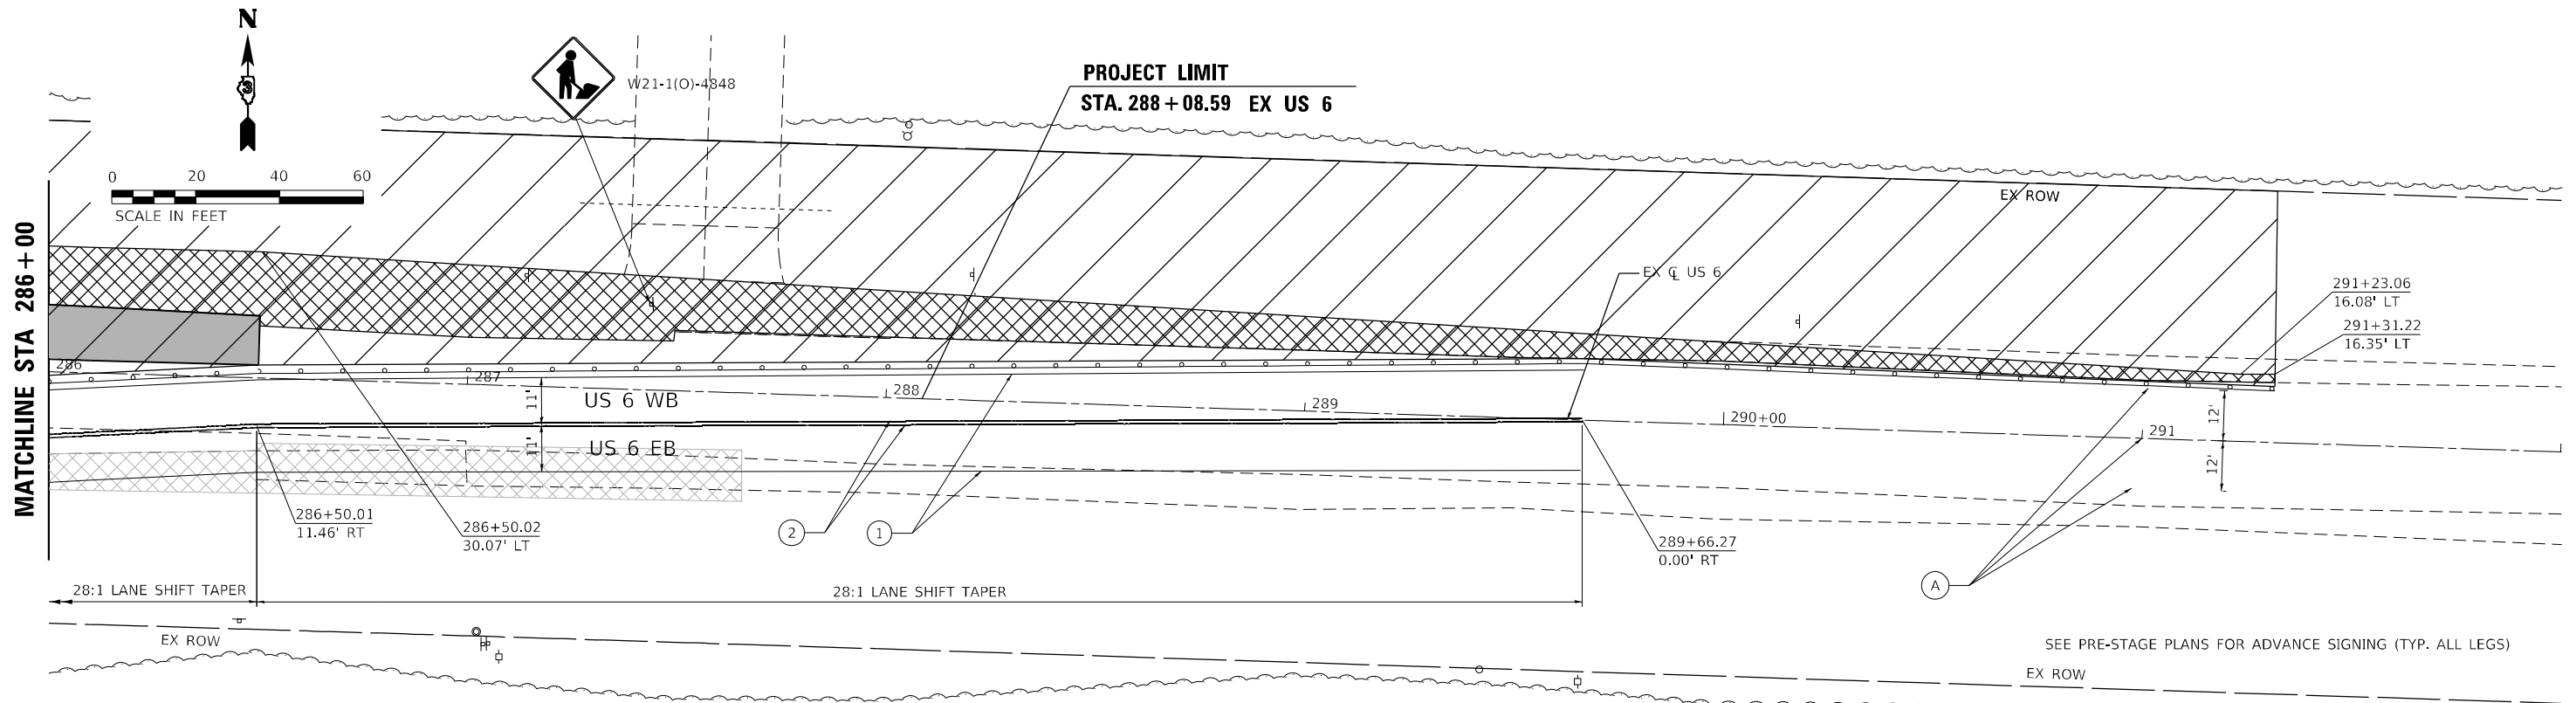 N
3
W21-1(O)-4848
PROJECT LIMIT
STA. 288+08.59 EX US 6
0 20 40 60
SCALE IN FEET
MATCHLINE STA 286+00
EX ROW
EX ℄ US 6
291+23.06
16.08' LT
291+31.22
16.35' LT
286
287
288
289
290+00
291
11'
US 6 WB
11'
US 6 EB
12'
12'
286+50.01
11.46' RT
286+50.02
30.07' LT
2
1
289+66.27
0.00' RT
A
28:1 LANE SHIFT TAPER
28:1 LANE SHIFT TAPER
EX ROW
SEE PRE-STAGE PLANS FOR ADVANCE SIGNING (TYP. ALL LEGS)
EX ROW